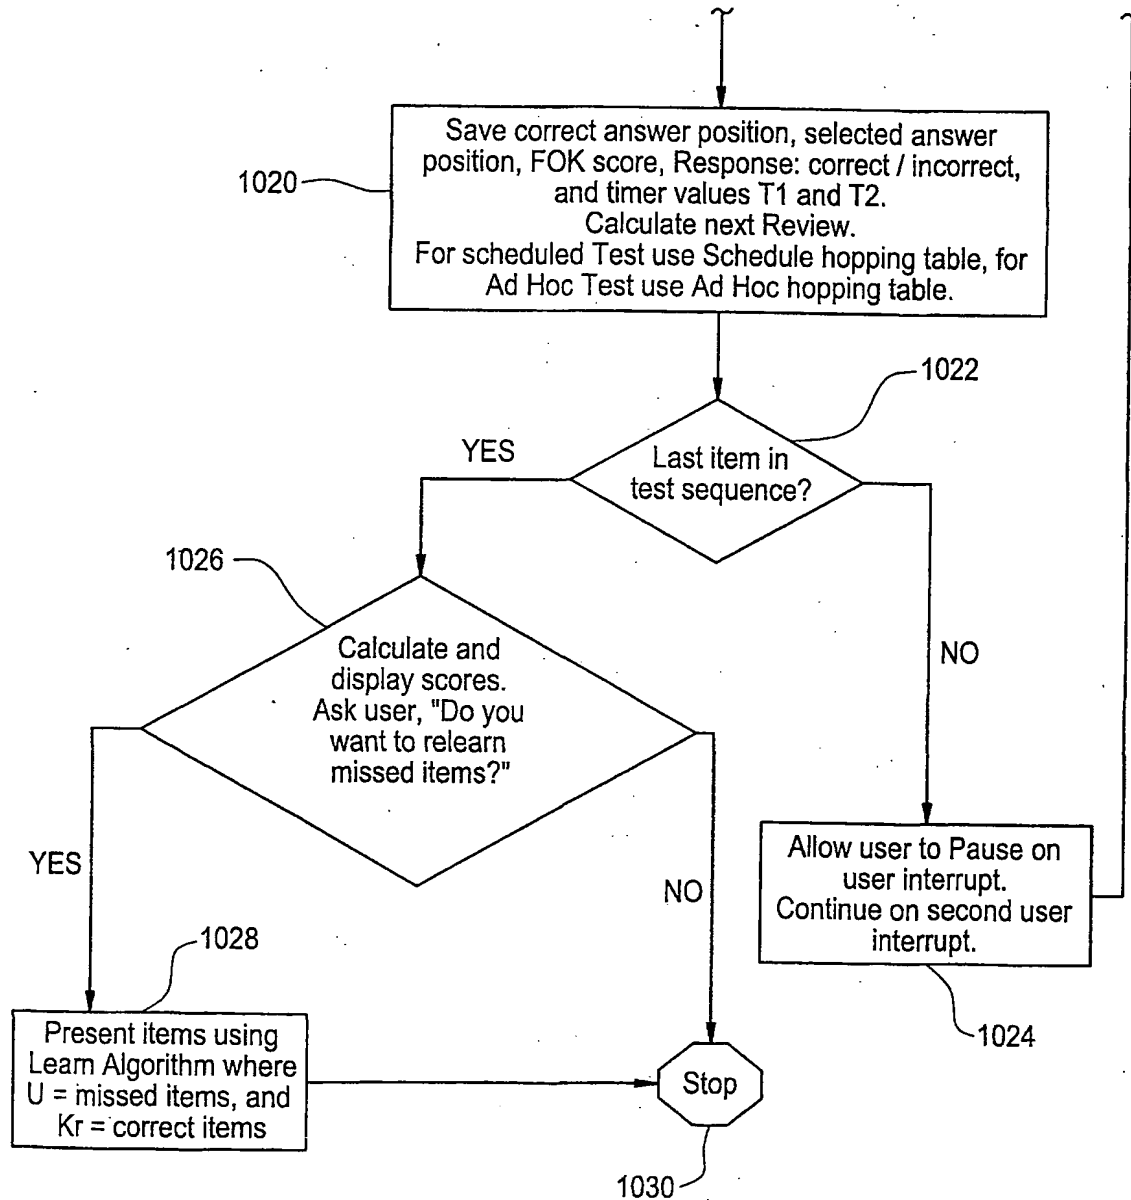 Save correct answer position, selected answer
position, FOK score, Response: correct / incorrect,
and timer values T1 and T2.
Calculate next Review.
For scheduled Test use Schedule hopping table, for
Ad Hoc Test use Ad Hoc hopping table.
1020
1022
Last item in
test sequence?
YES
NO
1026
Calculate and
display scores.
Ask user, "Do you
want to relearn
missed items?"
YES
NO
Allow user to Pause on
user interrupt.
Continue on second user
interrupt.
1024
1028
Present items using
Learn Algorithm where
U = missed items, and
Kr = correct items
Stop
1030